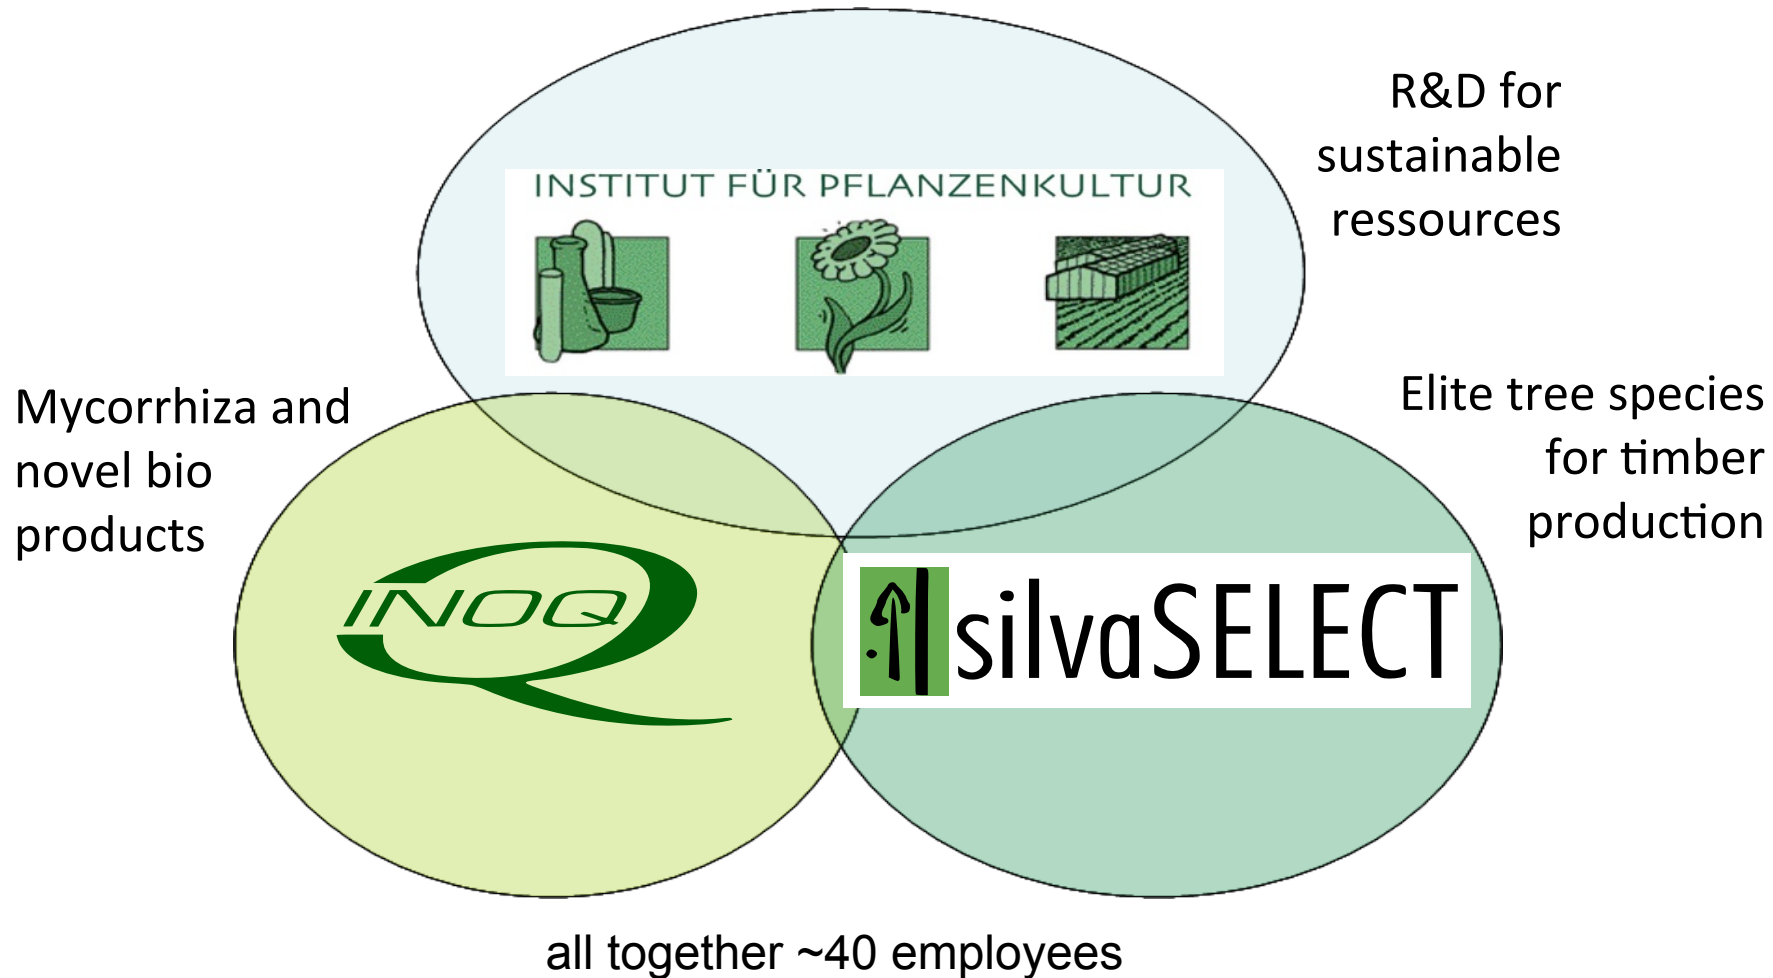 R&D for
sustainable
ressources
INSTITUT FÜR PFLANZENKULTUR
Mycorrhiza and
novel bio
products
Elite tree species
for timber
production
INOQ
silvaSELECT
all together ~40 employees